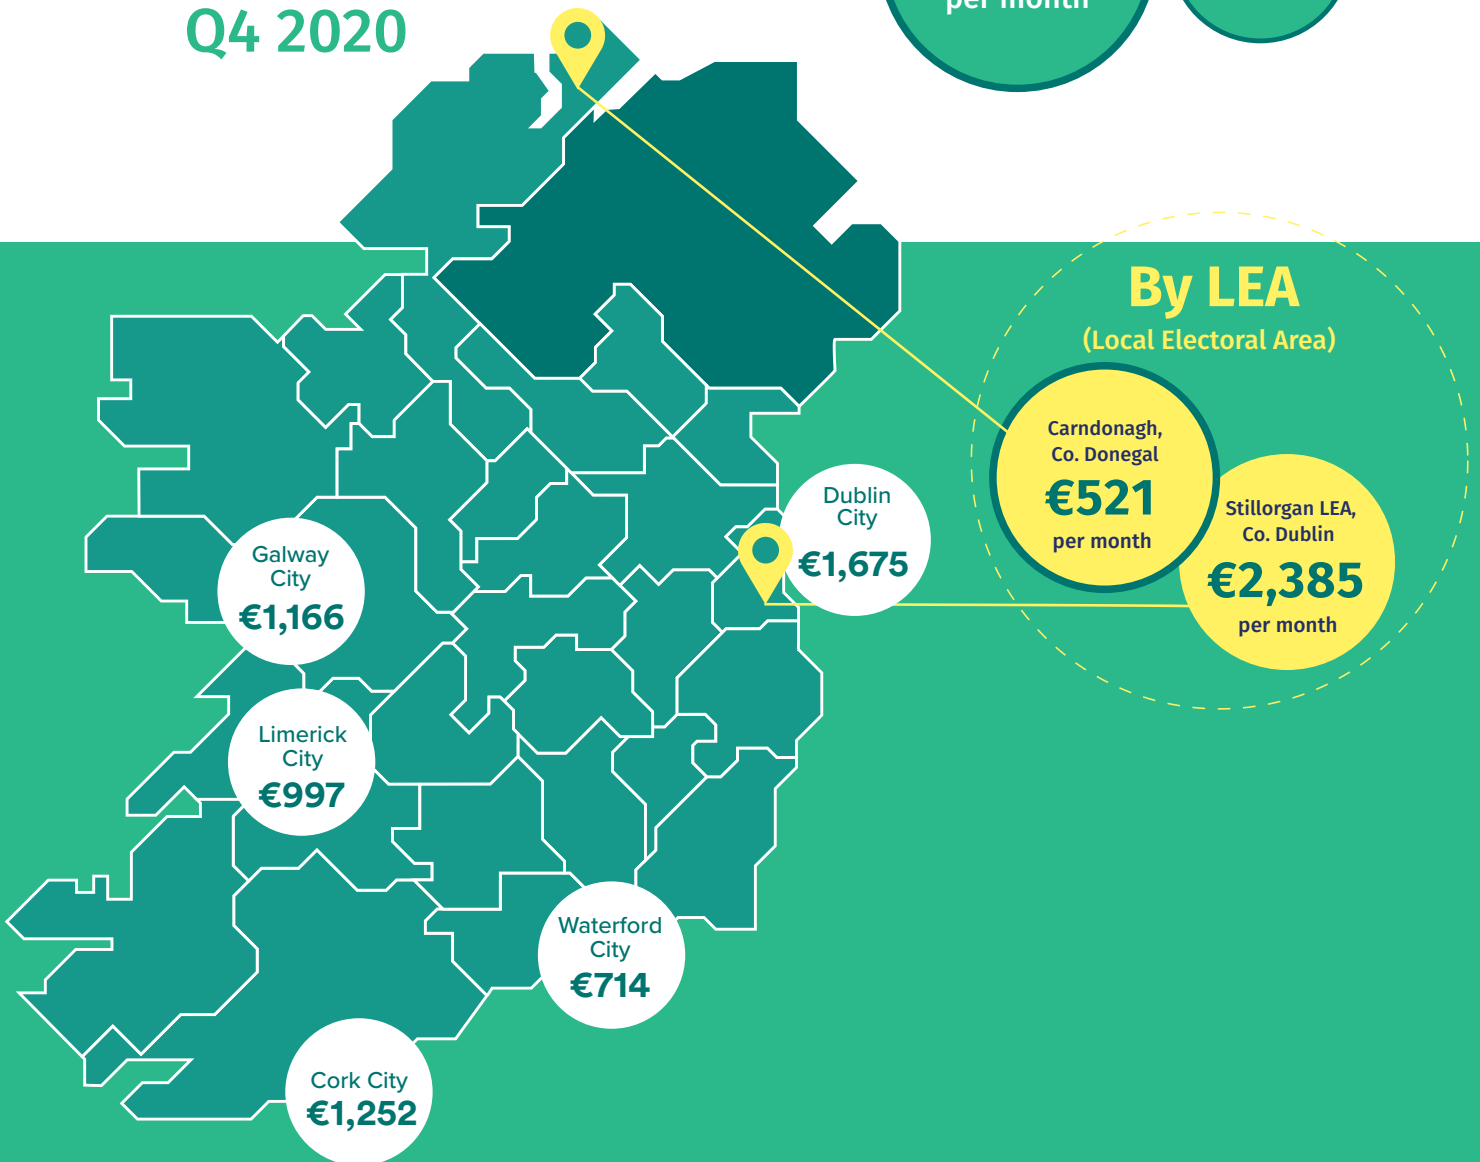 per month
Q4 2020
By LEA
(Local Electoral Area)
Carndonagh,
Co. Donegal
€521
per month
Stillorgan LEA,
Co. Dublin
€2,385
per month
Dublin
City
€1,675
Galway
City
€1,166
Limerick
City
€997
Waterford
City
€714
Cork City
€1,252